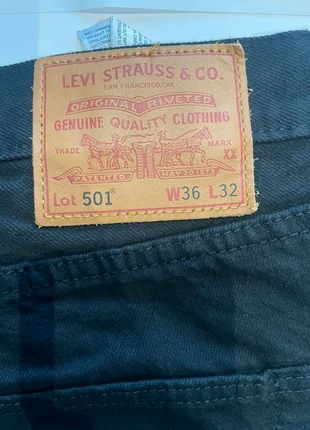 LEVI STRAUSS & CO.
SAN FRANCISCO, CAL.
ORIGINAL RIVETED
GENUINE QUALITY CLOTHING
TRADE MARK
XX
PATENTED MAY 20 1873
Lot 501® W36 L32